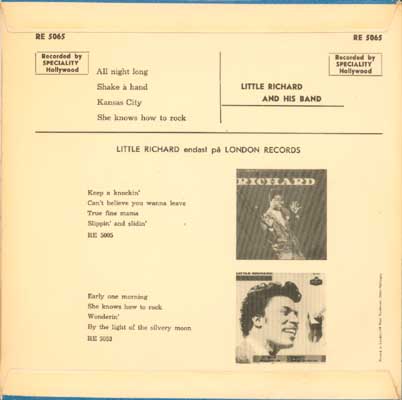 RE 5065
RE 5065
Recorded by
SPECIALITY
Hollywood
Recorded by
SPECIALITY
Hollywood
All night long
Shake a hand
Kansas City
She knows how to rock
LITTLE RICHARD
AND HIS BAND
LITTLE RICHARD endast på LONDON RECORDS
Keep a knockin'
Can't believe you wanna leave
True fine mama
Slippin' and slidin'
RE 5005
RICHARD
Early one morning
She knows how to rock
Wonderin'
By the light of the silvery moon
RE 5033
LITTLE RICHARD